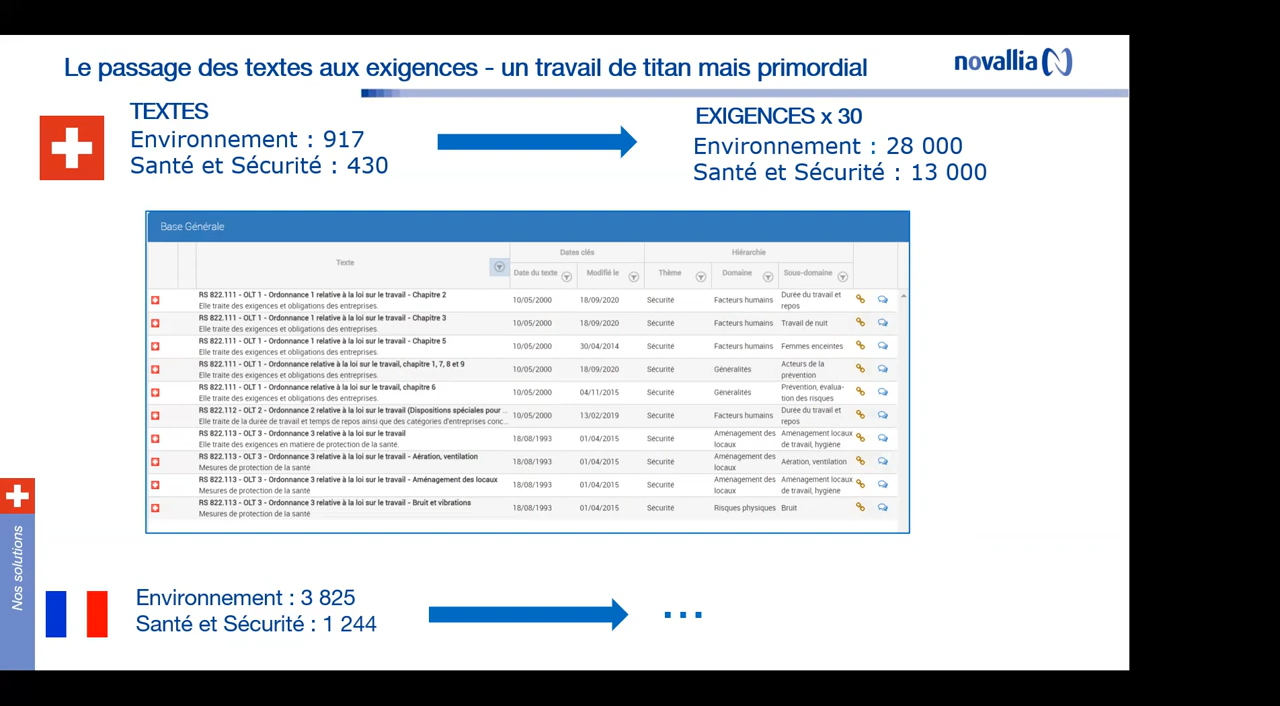 Le passage des textes aux exigences - un travail de titan mais primordial
novallia
TEXTES
Environnement : 917
Santé et Sécurité : 430
EXIGENCES x 30
Environnement : 28 000
Santé et Sécurité : 13 000
Base Générale
Texte
Dates clés
Hiérarchie
Date du texte
Modifié le
Thème
Domaine
Sous-domaine
RS 822.111 - OLT 1 - Ordonnance 1 relative à la loi sur le travail - Chapitre 2
Elle traite des exigences et obligations des entreprises.
10/05/2000
18/09/2020
Sécurité
Facteurs humains
Durée du travail et
repos
RS 822.111 - OLT 1 - Ordonnance 1 relative à la loi sur le travail - Chapitre 3
Elle traite des exigences et obligations des entreprises.
10/05/2000
18/09/2020
Sécurité
Facteurs humains
Travail de nuit
RS 822.111 - OLT 1 - Ordonnance 1 relative à la loi sur le travail - Chapitre 5
Elle traite des exigences et obligations des entreprises.
10/05/2000
30/04/2014
Sécurité
Facteurs humains
Femmes enceintes
RS 822.111 - OLT 1 - Ordonnance relative à la loi sur le travail, chapitre 1, 7, 8 et 9
Elle traite des exigences et obligations des entreprises.
10/05/2000
18/09/2020
Sécurité
Généralités
Acteurs de la
prévention
RS 822.111 - OLT 1 - Ordonnance relative à la loi sur le travail, chapitre 6
Elle traite des exigences et obligations des entreprises.
10/05/2000
04/11/2015
Sécurité
Généralités
Prévention, évalua-
tion des risques
RS 822.112 - OLT 2 - Ordonnance 2 relative à la loi sur le travail (Dispositions spéciales pour ...
Elle traite de la durée de travail et temps de repos ainsi que des catégories d'entreprises conc...
10/05/2000
13/02/2019
Sécurité
Facteurs humains
Durée du travail et
repos
RS 822.113 - OLT 3 - Ordonnance 3 relative à la loi sur le travail
Elle traite des exigences en matière de protection de la santé.
18/08/1993
01/04/2015
Sécurité
Aménagement des
locaux
Aménagement locaux
de travail, hygiène
RS 822.113 - OLT 3 - Ordonnance 3 relative à la loi sur le travail - Aération, ventilation
Mesures de protection de la santé
18/08/1993
01/04/2015
Sécurité
Aménagement des
locaux
Aération, ventilation
RS 822.113 - OLT 3 - Ordonnance 3 relative à la loi sur le travail - Aménagement des locaux
Mesures de protection de la santé
18/08/1993
01/04/2015
Sécurité
Aménagement des
locaux
Aménagement locaux
de travail, hygiène
RS 822.113 - OLT 3 - Ordonnance 3 relative à la loi sur le travail - Bruit et vibrations
Mesures de protection de la santé
18/08/1993
01/04/2015
Sécurité
Risques physiques
Bruit
Nos solutions
Environnement : 3 825
Santé et Sécurité : 1 244
...